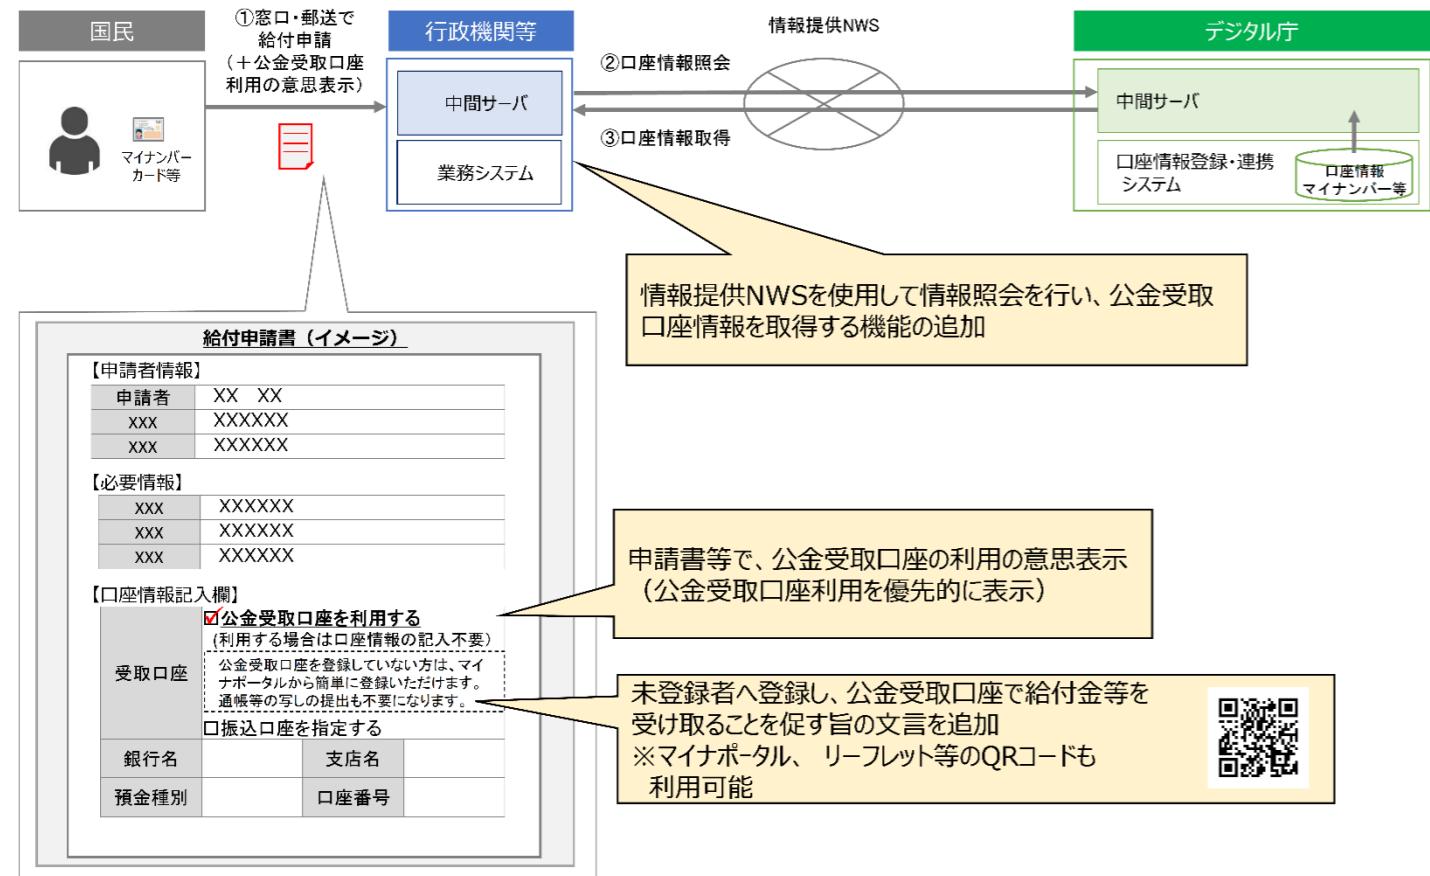 国民
①窓口・郵送で
給付申請
（＋公金受取口座
利用の意思表示）
行政機関等
情報提供NWS
デジタル庁
マイナンバー
カード等
中間サーバ
業務システム
②口座情報照会
③口座情報取得
中間サーバ
口座情報登録・連携
システム
口座情報
マイナンバー等
情報提供NWSを使用して情報照会を行い、公金受取
口座情報を取得する機能の追加
給付申請書（イメージ）
【申請者情報】
申請者 XX XX
XXX XXXXXX
XXX XXXXXX
【必要情報】
XXX XXXXXX
XXX XXXXXX
XXX XXXXXX
【口座情報記入欄】
受取口座
☑公金受取口座を利用する
(利用する場合は口座情報の記入不要）
公金受取口座を登録していない方は、マイ
ナポータルから簡単に登録いただけます。
通帳等の写しの提出も不要になります。
□振込口座を指定する
銀行名 支店名
預金種別 口座番号
申請書等で、公金受取口座の利用の意思表示
（公金受取口座利用を優先的に表示）
未登録者へ登録し、公金受取口座で給付金等を
受け取ることを促す旨の文言を追加
※マイナポータル、リーフレット等のQRコードも
利用可能